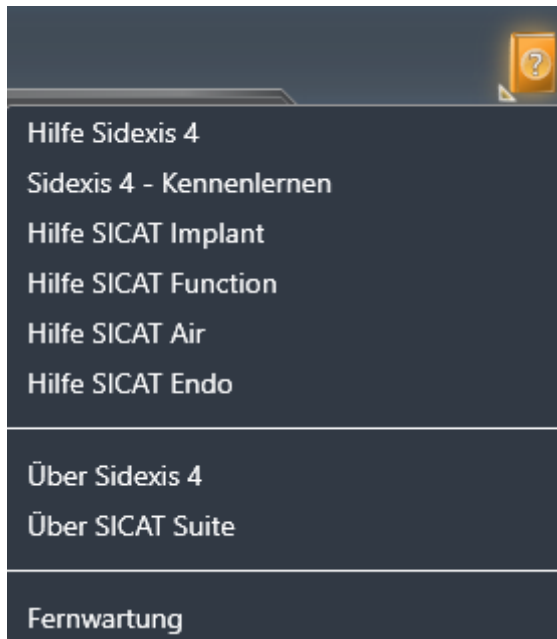 ?
Hilfe Sidexis 4
Sidexis 4 - Kennenlernen
Hilfe SICAT Implant
Hilfe SICAT Function
Hilfe SICAT Air
Hilfe SICAT Endo
Über Sidexis 4
Über SICAT Suite
Fernwartung